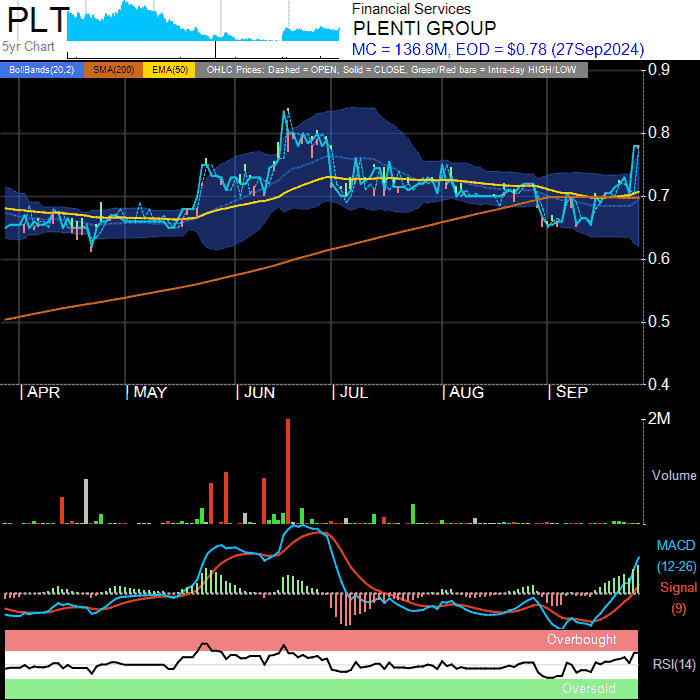 PLT
5yr Chart
Financial Services
PLENTI GROUP
MC = 136.8M, EOD = $0.78 (27Sep2024)
BollBands(20,2) SMA(200) EMA(50) OHLC Prices: Dashed = OPEN, Solid = CLOSE, Green/Red bars = Intra-day HIGH/LOW
0.9
0.8
0.7
0.6
0.5
0.4
APR MAY JUN JUL AUG SEP
2M
Volume
MACD
(12-26)
Signal
(9)
Overbought
RSI(14)
Oversold